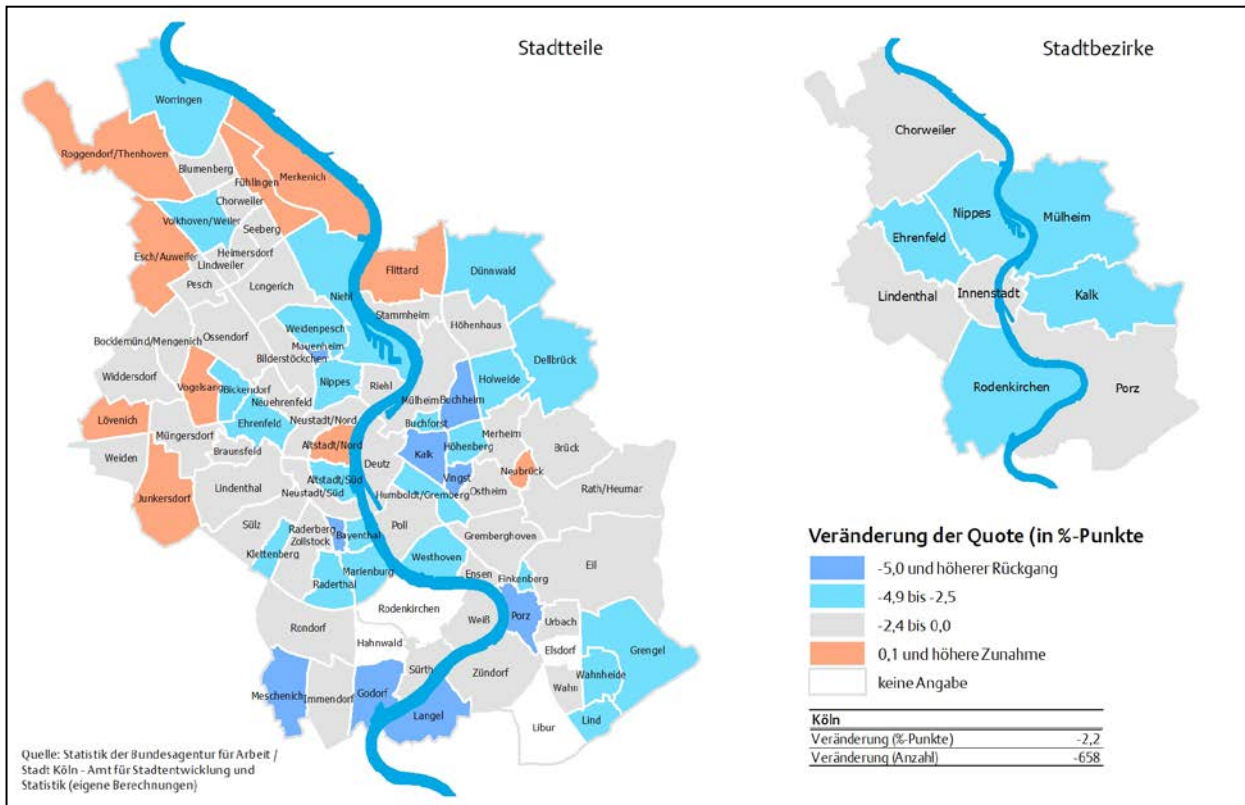 Stadtteile
Worringen
Roggendorf/Thenhoven
Blumenberg
Fühlingen
Merkenich
Chorweiler
Volkhoven/Weiler
Seeberg
Esch/Auweiler
Heimersdorf
Lindweiler
Pesch
Longerich
Niehl
Flittard
Dünnwald
Stammheim
Höhenhaus
Weidenpesch
Ossendorf
Mauenheim
Bocklemünd/Mengenich
Bilderstöckchen
Dellbrück
Widdersdorf
Vogelsang
Bickendorf
Nippes
Riehl
Holweide
Neuehrenfeld
Mülheim
Buchheim
Lövenich
Ehrenfeld
Neustadt/Nord
Buchforst
Müngersdorf
Altstadt/Nord
Höhenberg
Merheim
Brück
Weiden
Braunsfeld
Kalk
Deutz
Vingst
Neubrück
Junkersdorf
Lindenthal
Altstadt/Süd
Neustadt/Süd
Humboldt/Gremberg
Ostheim
Rath/Heumar
Sülz
Raderberg
Zollstock
Bayenthal
Poll
Gremberghoven
Klettenberg
Marienburg
Raderthal
Westhoven
Ensen
Finkenberg
Eil
Rodenkirchen
Weiß
Porz
Urbach
Rondorf
Hahnwald
Elsdorf
Grengel
Sürth
Zündorf
Wahnheide
Wahn
Meschenich
Immendorf
Godorf
Langel
Libur
Lind
Quelle: Statistik der Bundesagentur für Arbeit /
Stadt Köln - Amt für Stadtentwicklung und
Statistik (eigene Berechnungen)
Stadtbezirke
Chorweiler
Nippes
Mülheim
Ehrenfeld
Lindenthal
Innenstadt
Kalk
Rodenkirchen
Porz
Veränderung der Quote (in %-Punkte
-5,0 und höherer Rückgang
-4,9 bis -2,5
-2,4 bis 0,0
0,1 und höhere Zunahme
keine Angabe
Köln
Veränderung (%-Punkte) -2,2
Veränderung (Anzahl) -658